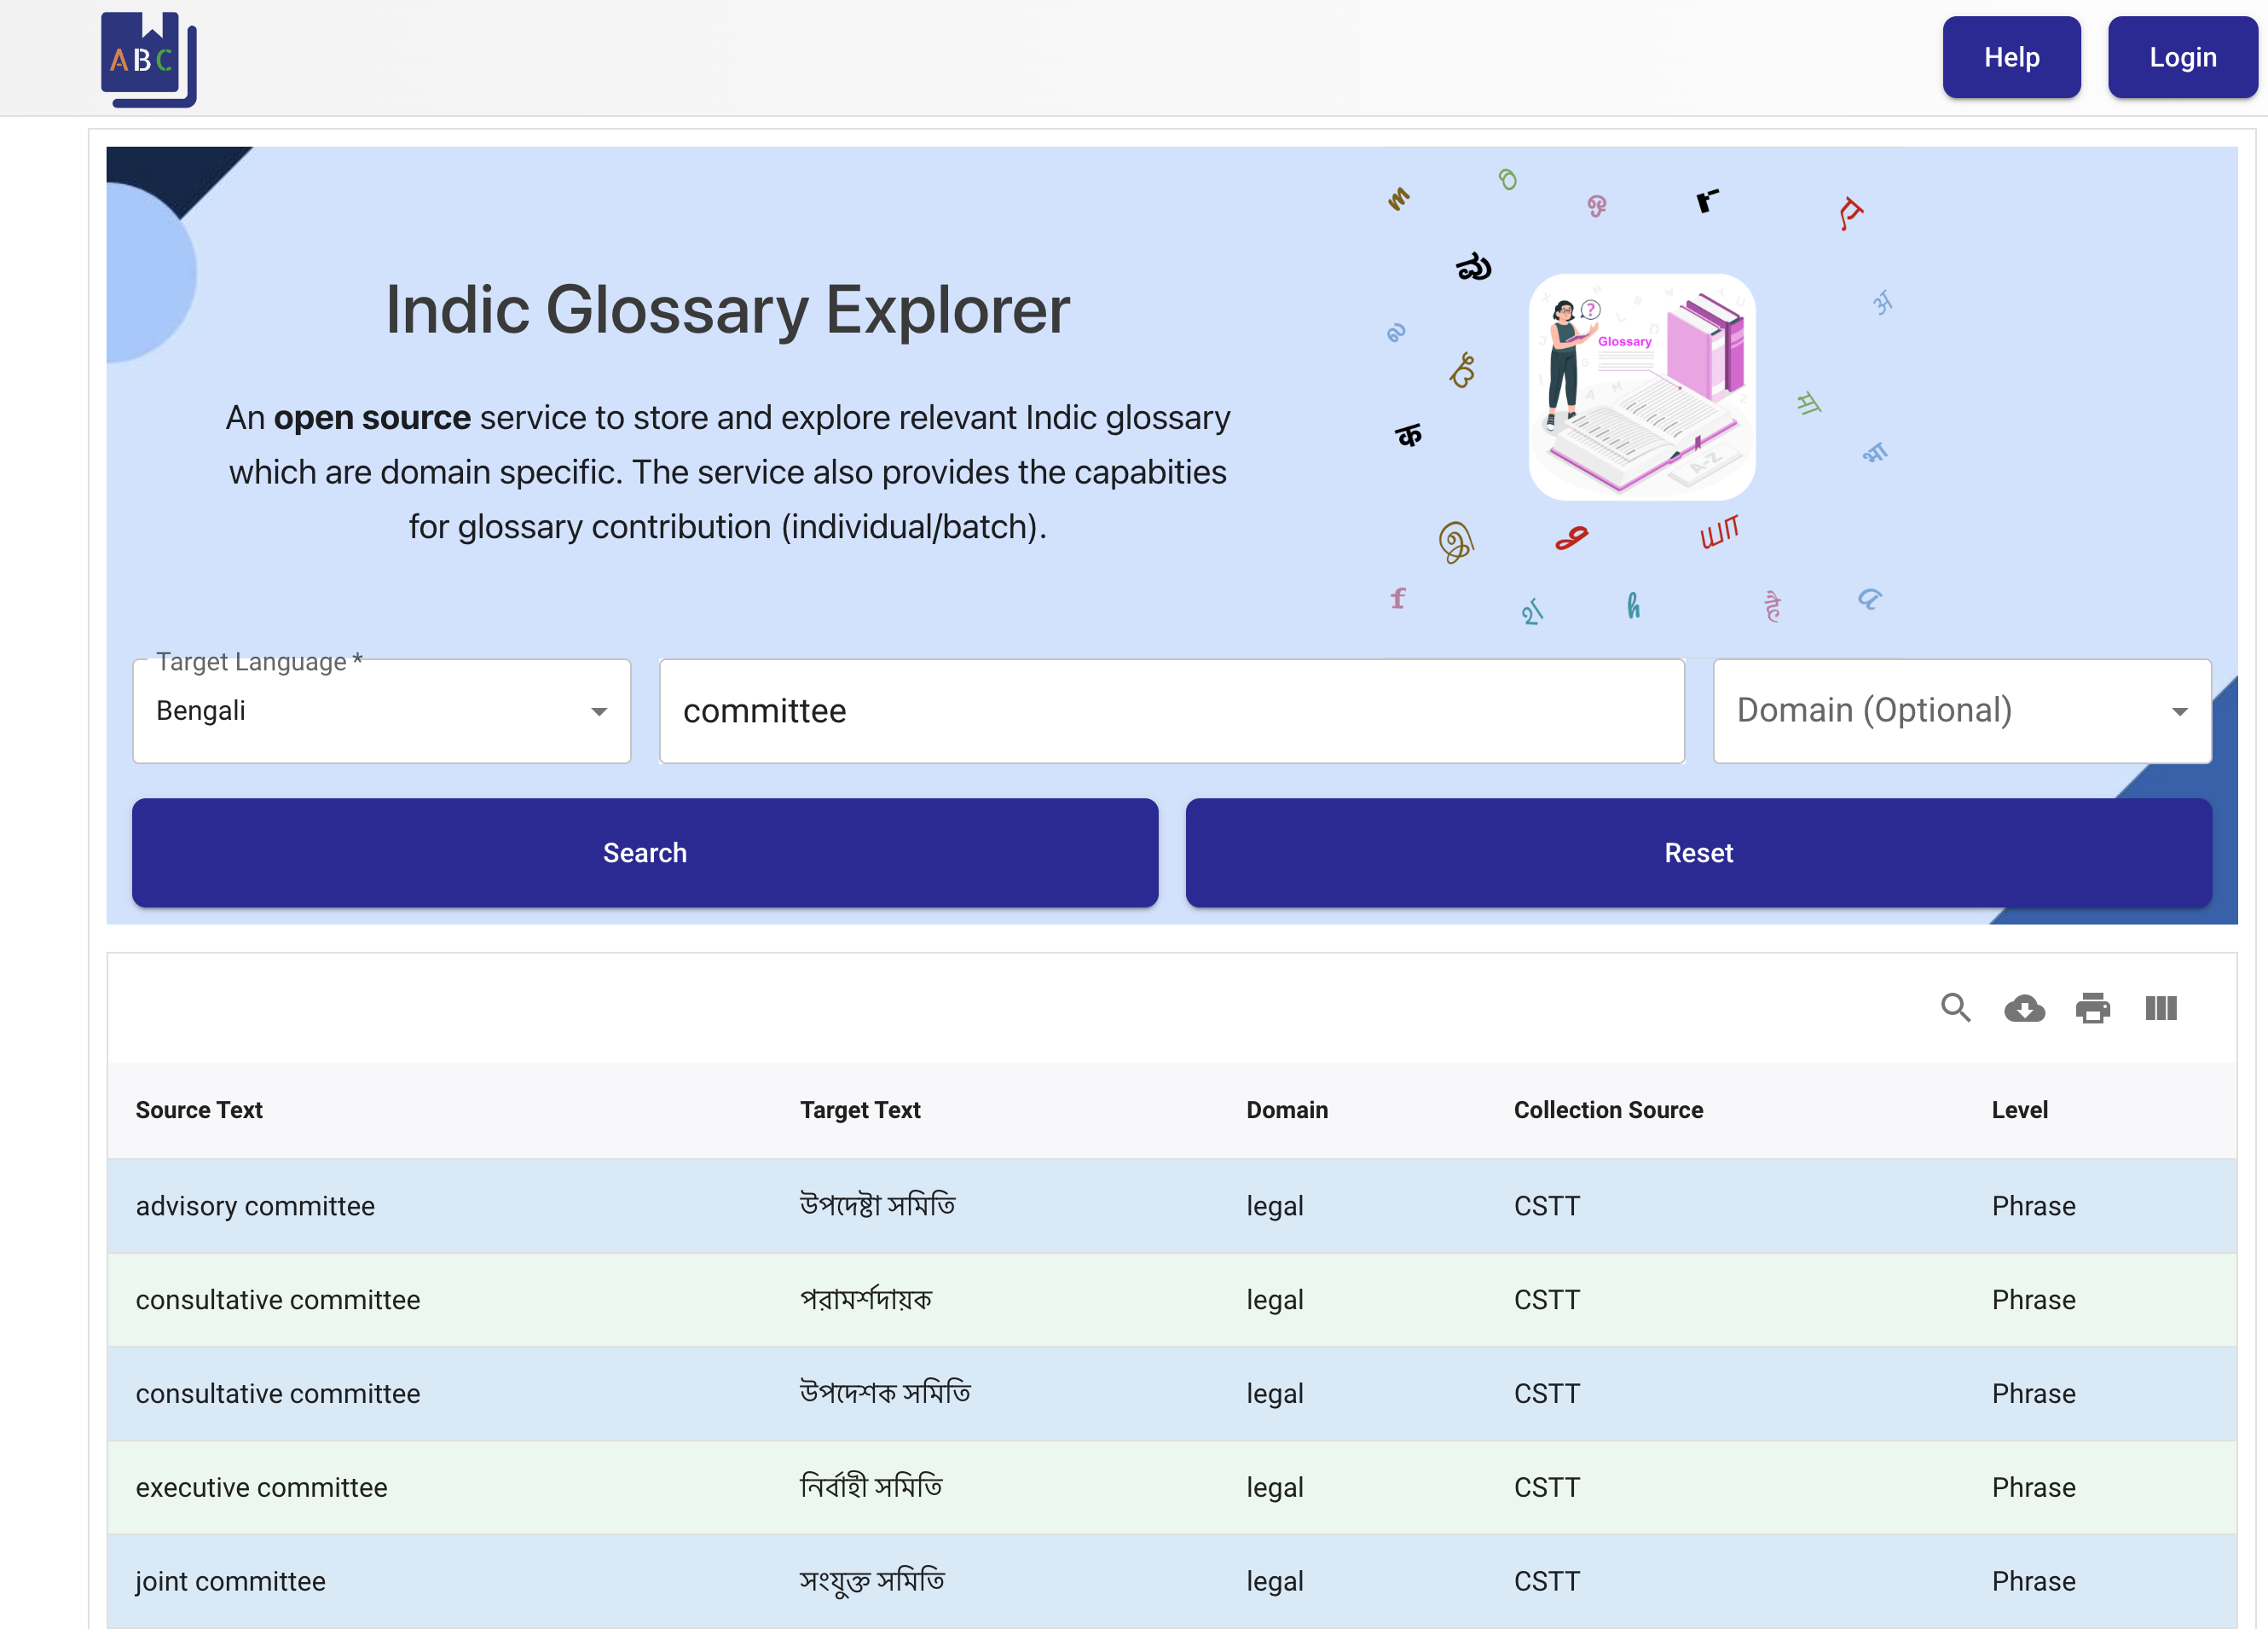 ABC
Help
Login
Indic Glossary Explorer
An open source service to store and explore relevant Indic glossary
which are domain specific. The service also provides the capabities
for glossary contribution (individual/batch).
Glossary
A-Z
Target Language *
Bengali
committee
Domain (Optional)
Search
Reset
Source Text Target Text Domain Collection Source Level
advisory committee উপদেষ্টা সমিতি legal CSTT Phrase
consultative committee পরামর্শদায়ক legal CSTT Phrase
consultative committee উপদেশক সমিতি legal CSTT Phrase
executive committee নির্বাহী সমিতি legal CSTT Phrase
joint committee সংযুক্ত সমিতি legal CSTT Phrase